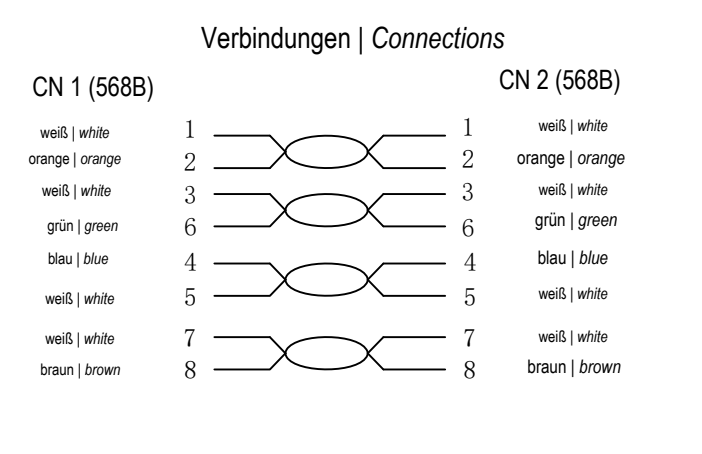 Verbindungen | Connections
CN 1 (568B) CN 2 (568B)
weiß | white 1 1 weiß | white
orange | orange 2 2 orange | orange
weiß | white 3 3 weiß | white
grün | green 6 6 grün | green
blau | blue 4 4 blau | blue
weiß | white 5 5 weiß | white
weiß | white 7 7 weiß | white
braun | brown 8 8 braun | brown